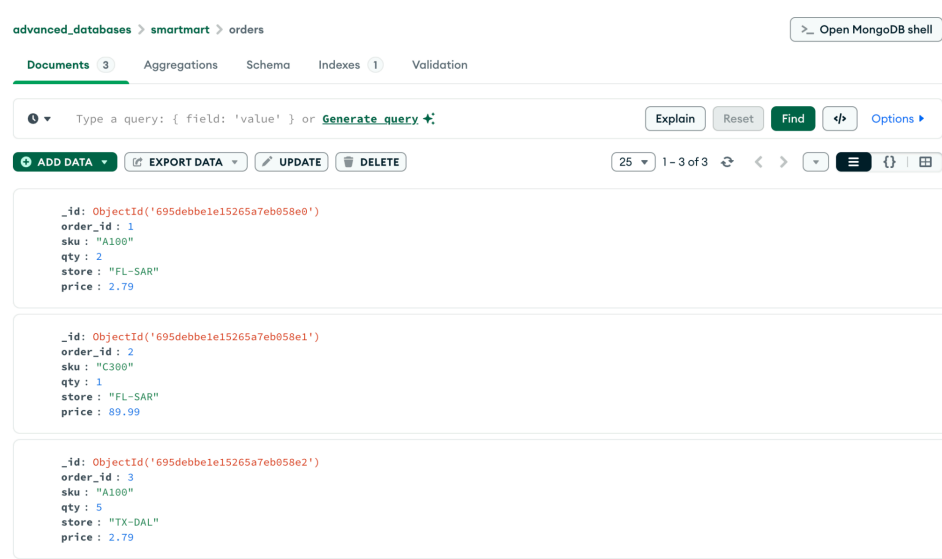 advanced_databases > smartmart > orders
>_ Open MongoDB shell
Documents 3 Aggregations Schema Indexes 1 Validation
Type a query: { field: 'value' } or Generate query
Explain Reset Find </> Options
ADD DATA EXPORT DATA UPDATE DELETE
25 1 – 3 of 3 {}
_id: ObjectId('695debbe1e15265a7eb058e0')
order_id : 1
sku : "A100"
qty : 2
store : "FL-SAR"
price : 2.79
_id: ObjectId('695debbe1e15265a7eb058e1')
order_id : 2
sku : "C300"
qty : 1
store : "FL-SAR"
price : 89.99
_id: ObjectId('695debbe1e15265a7eb058e2')
order_id : 3
sku : "A100"
qty : 5
store : "TX-DAL"
price : 2.79